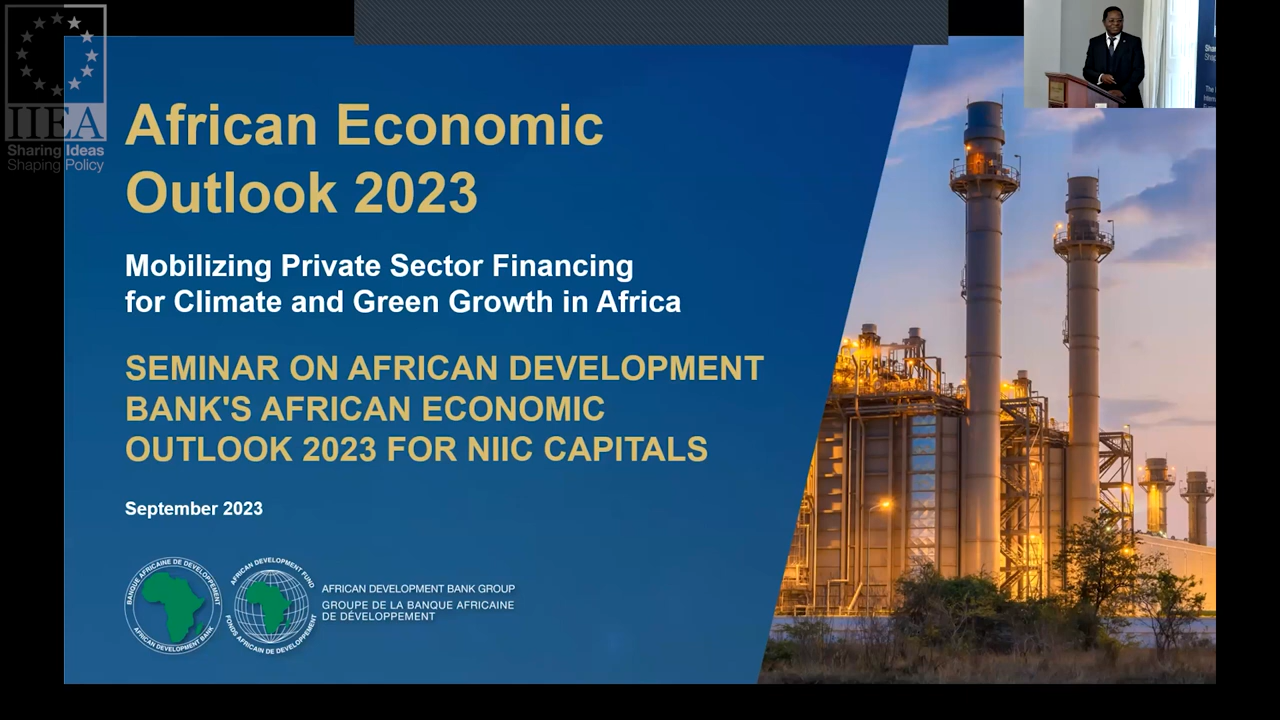 IIEA
Sharing Ideas
Shaping Policy
African Economic
Outlook 2023
Mobilizing Private Sector Financing
for Climate and Green Growth in Africa
SEMINAR ON AFRICAN DEVELOPMENT
BANK'S AFRICAN ECONOMIC
OUTLOOK 2023 FOR NIIC CAPITALS
September 2023
BANQUE AFRICAINE DE DÉVELOPPEMENT
AFRICAN DEVELOPMENT BANK
AFRICAN DEVELOPMENT FUND
FONDS AFRICAIN DE DÉVELOPPEMENT
AFRICAN DEVELOPMENT BANK GROUP
GROUPE DE LA BANQUE AFRICAINE
DE DÉVELOPPEMENT